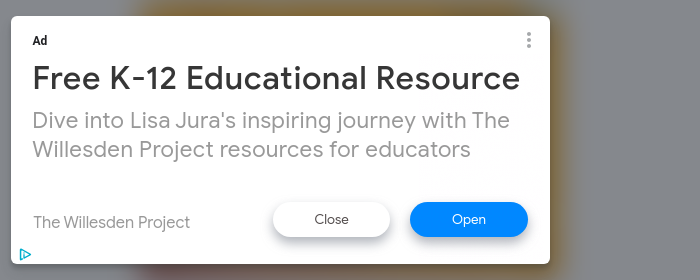 Ad
Free K-12 Educational Resource
Dive into Lisa Jura's inspiring journey with The
Willesden Project resources for educators
The Willesden Project
Close
Open